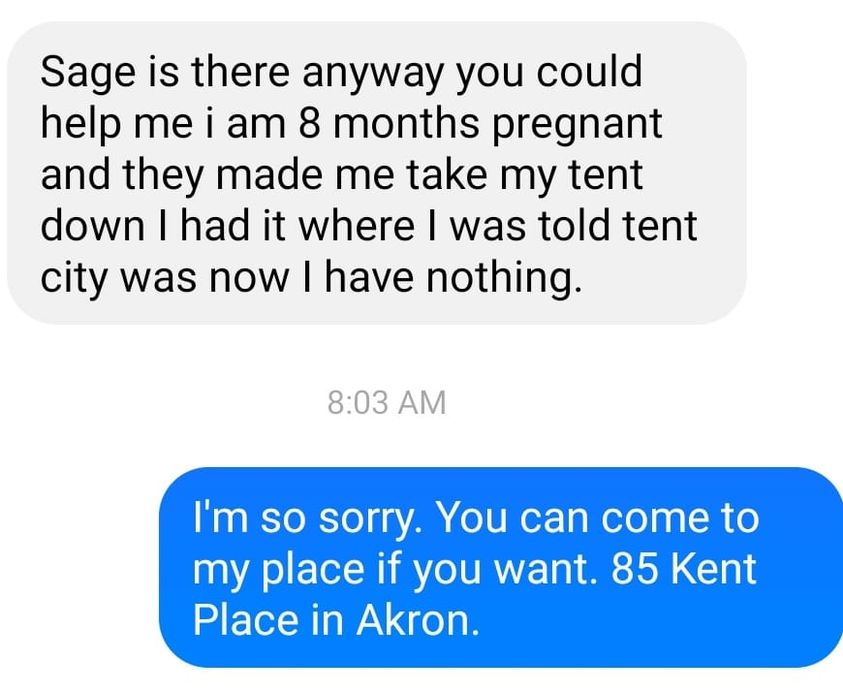 Sage is there anyway you could
help me i am 8 months pregnant
and they made me take my tent
down I had it where I was told tent
city was now I have nothing.
8:03 AM
I'm so sorry. You can come to
my place if you want. 85 Kent
Place in Akron.